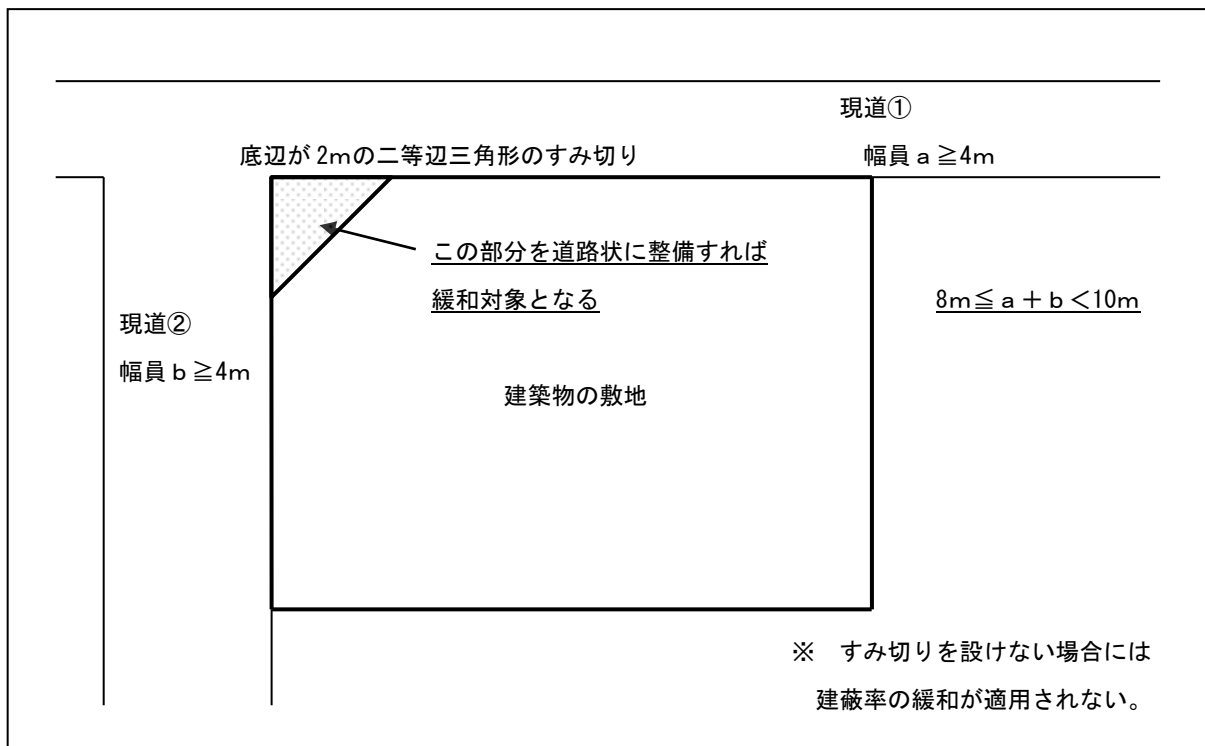 現道①
幅員a≧4m
底辺が2mの二等辺三角形のすみ切り
この部分を道路状に整備すれば
緩和対象となる
8m≦a+b<10m
現道②
幅員b≧4m
建築物の敷地
※ すみ切りを設けない場合には
建蔽率の緩和が適用されない。